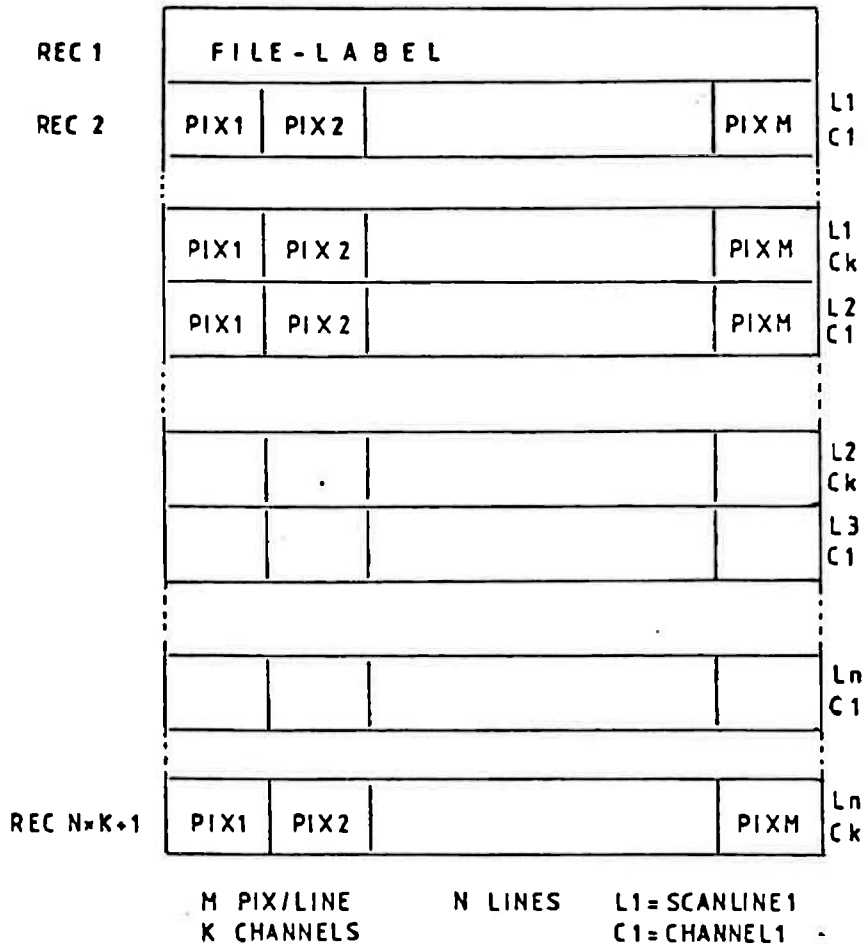 REC 1 FILE-LABEL
REC 2 PIX1 PIX2 PIXM L1 C1
PIX1 PIX2 PIXM L1 Ck
PIX1 PIX2 PIXM L2 C1
L2 Ck
L3 C1
Ln C1
REC N*K+1 PIX1 PIX2 PIXM Ln Ck
M PIX/LINE N LINES L1=SCANLINE1
K CHANNELS C1=CHANNEL1